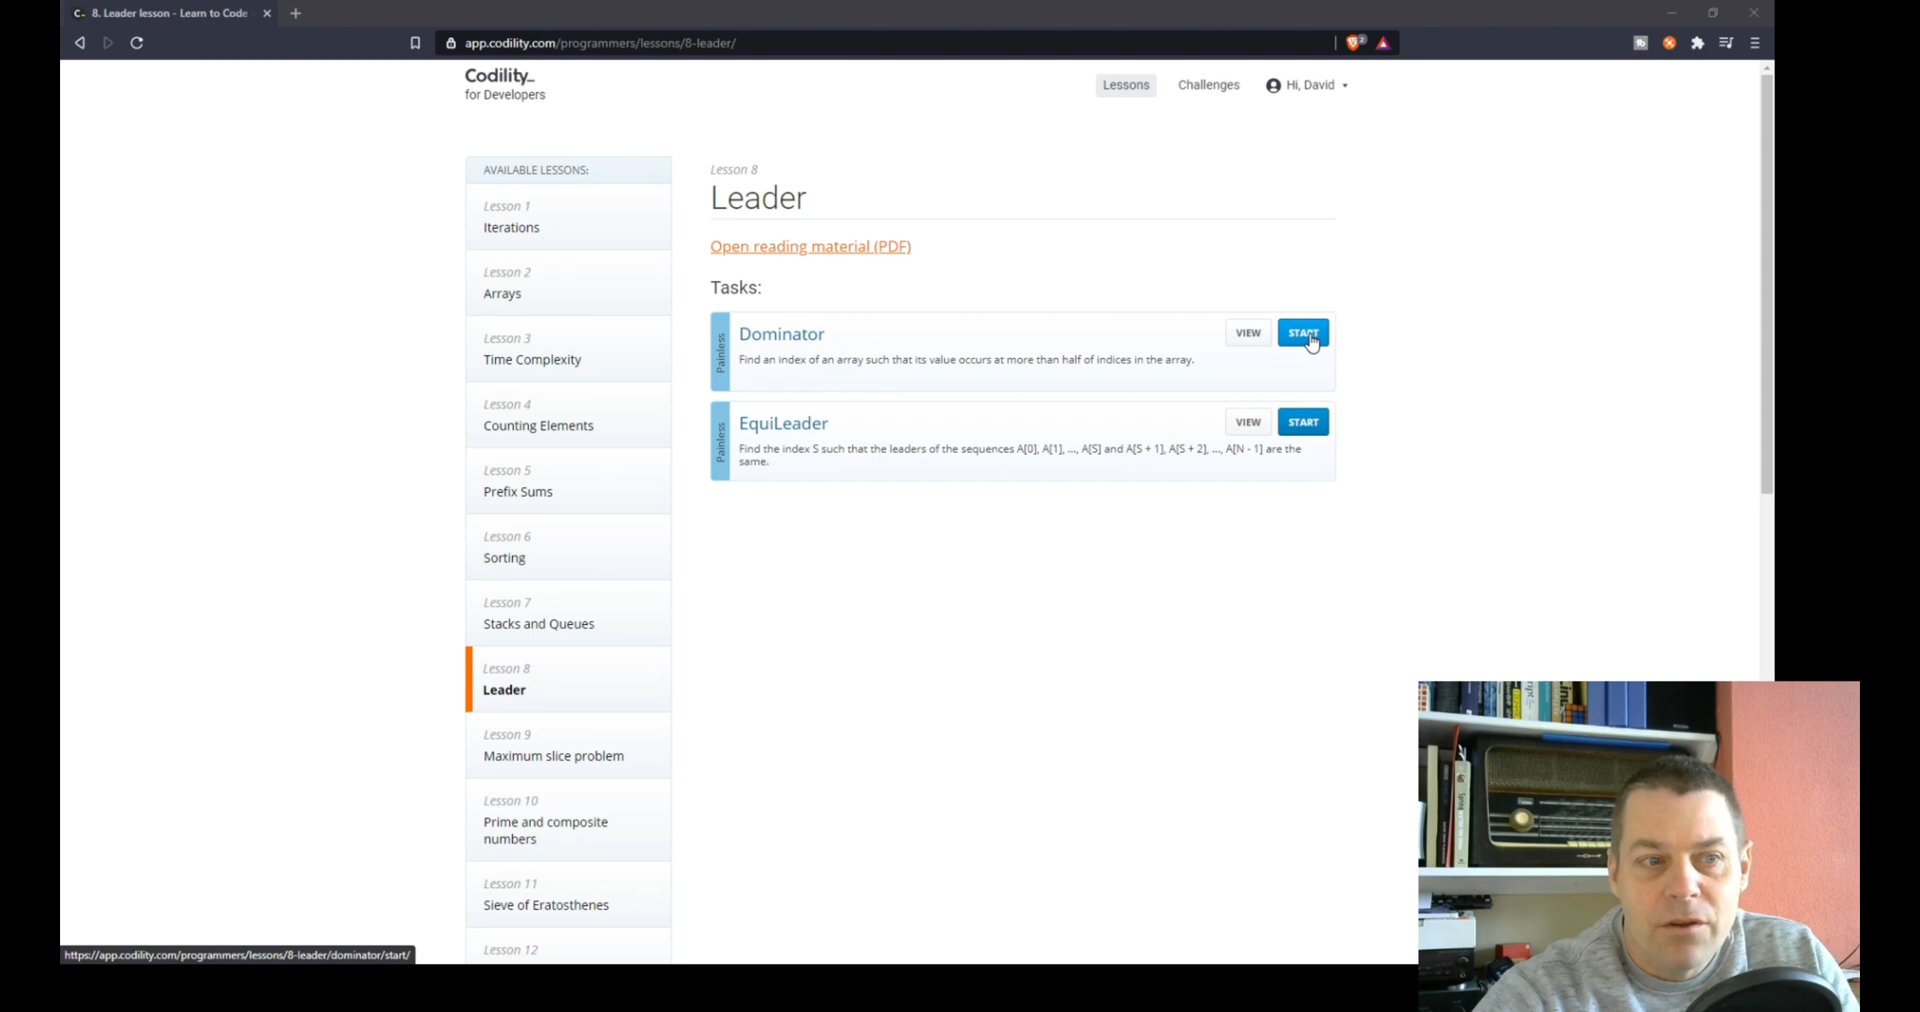 8. Leader lesson - Learn to Code
app.codility.com/programmers/lessons/8-leader/
2
Codility_
for Developers
Lessons
Challenges
Hi, David
AVAILABLE LESSONS:
Lesson 1
Iterations
Lesson 2
Arrays
Lesson 3
Time Complexity
Lesson 4
Counting Elements
Lesson 5
Prefix Sums
Lesson 6
Sorting
Lesson 7
Stacks and Queues
Lesson 8
Leader
Lesson 9
Maximum slice problem
Lesson 10
Prime and composite
numbers
Lesson 11
Sieve of Eratosthenes
Lesson 12
Lesson 8
Leader
Open reading material (PDF)
Tasks:
Painless
Dominator
VIEW
START
Find an index of an array such that its value occurs at more than half of indices in the array.
Painless
EquiLeader
VIEW
START
Find the index S such that the leaders of the sequences A[0], A[1], ..., A[S] and A[S + 1], A[S + 2], ..., A[N - 1] are the
same.
https://app.codility.com/programmers/lessons/8-leader/dominator/start/